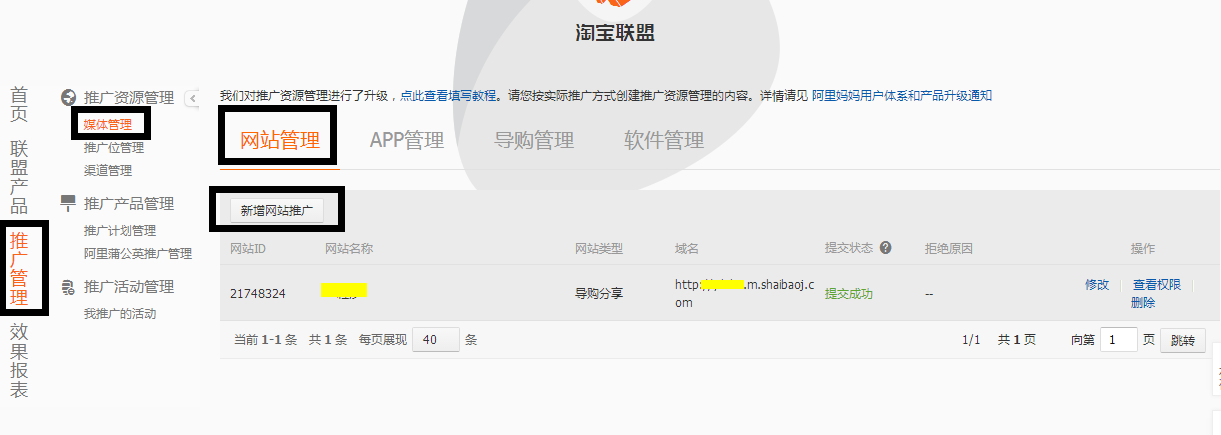 淘宝联盟
首页
联盟产品
推广管理
效果报表
推广资源管理
媒体管理
推广位管理
渠道管理
推广产品管理
推广计划管理
阿里蒲公英推广管理
推广活动管理
我推广的活动
我们对推广资源管理进行了升级，点此查看填写教程。请您按实际推广方式创建推广资源管理的内容。详情请见 阿里妈妈用户体系和产品升级通知
网站管理 APP管理 导购管理 软件管理
新增网站推广
网站ID 网站名称 网站类型 域名 提交状态 ? 拒绝原因 操作
21748324 导购分享 http: .m.shaibaoj.c 提交成功 -- 修改 查看权限
om 删除
当前 1-1 条 共 1 条 每页展现 40 条 1/1 共 1 页 向第 1 页 跳转